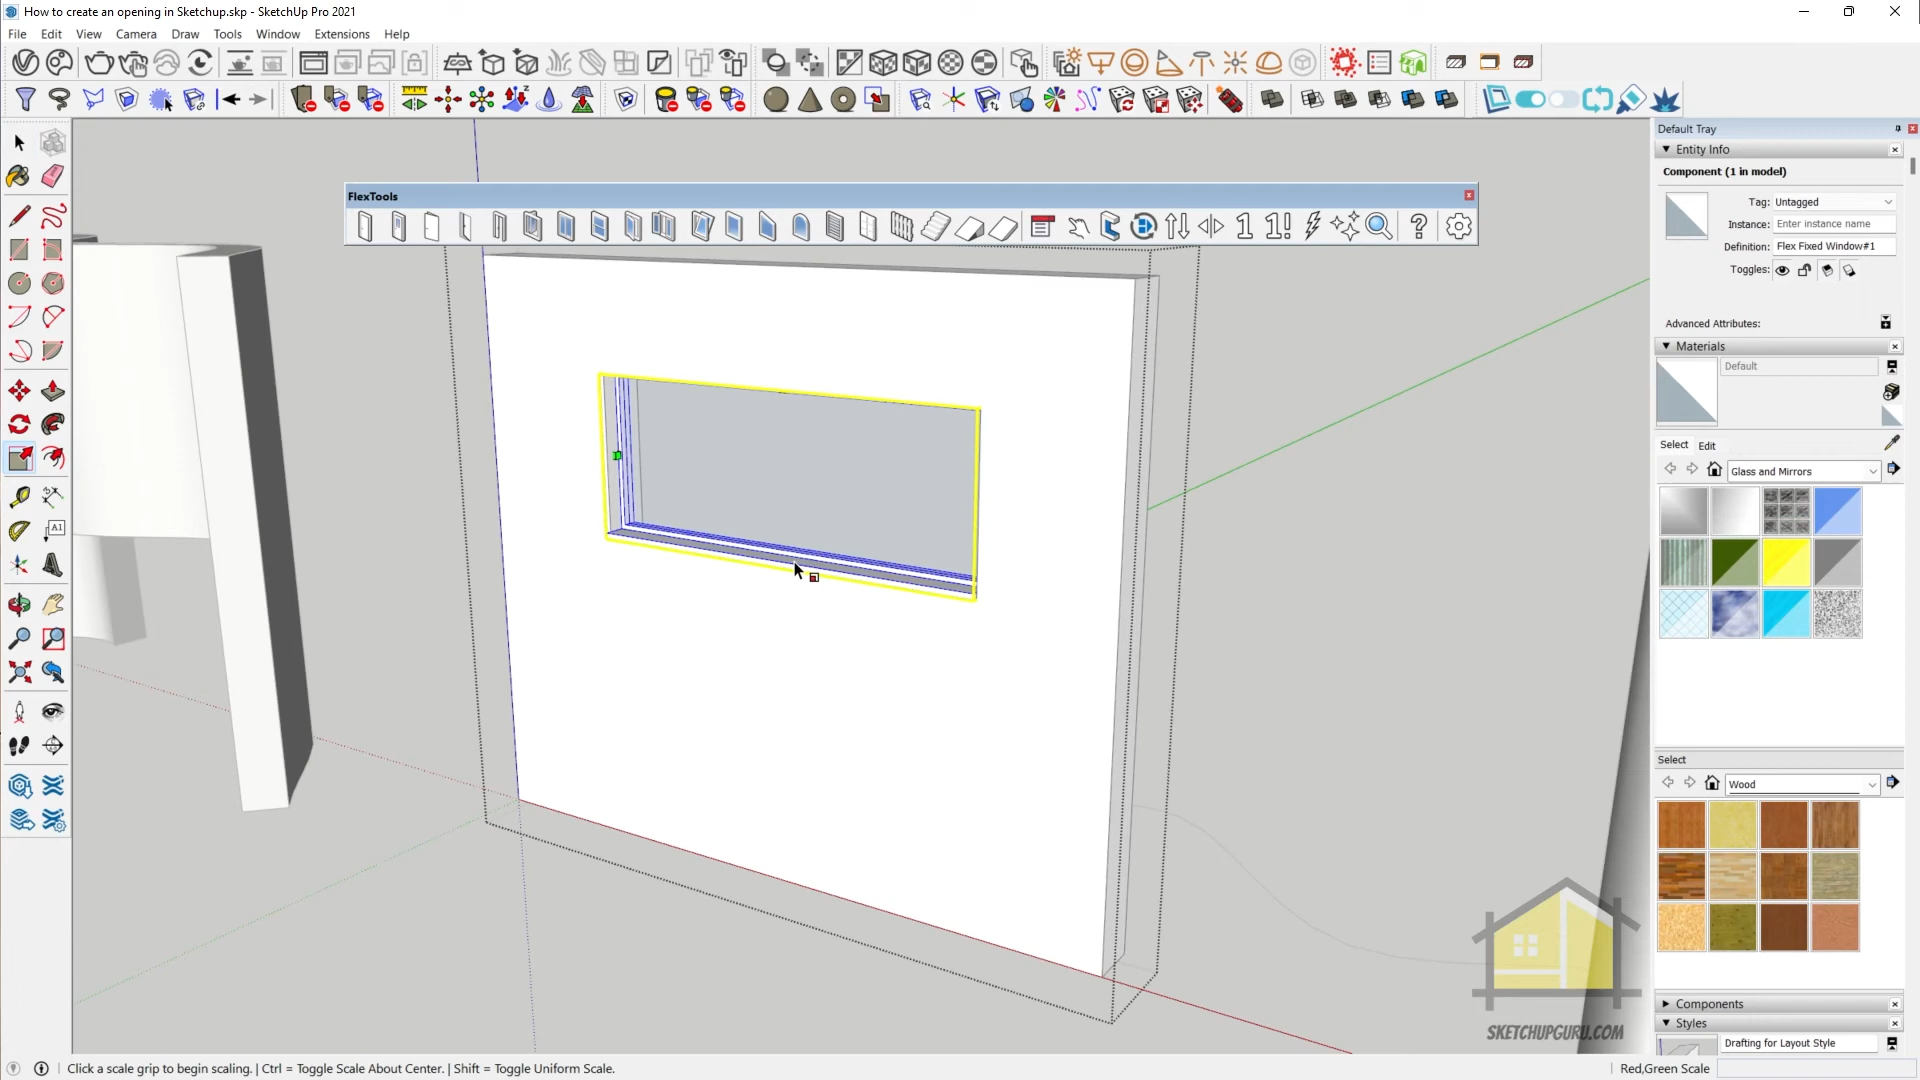 How to create an opening in Sketchup.skp - SketchUp Pro 2021
File Edit View Camera Draw Tools Window Extensions Help
Default Tray
Entity Info
Component (1 in model)
Tag: Untagged
Instance: Enter instance name
Definition: Flex Fixed Window#1
Toggles:
Advanced Attributes:
Materials
Default
Select Edit
Glass and Mirrors
Select
Wood
Components
Styles
Drafting for Layout Style
FlexTools
1 1! ?
A1
SKETCHUPGURU.COM
Click a scale grip to begin scaling. | Ctrl = Toggle Scale About Center. | Shift = Toggle Uniform Scale.
Red,Green Scale